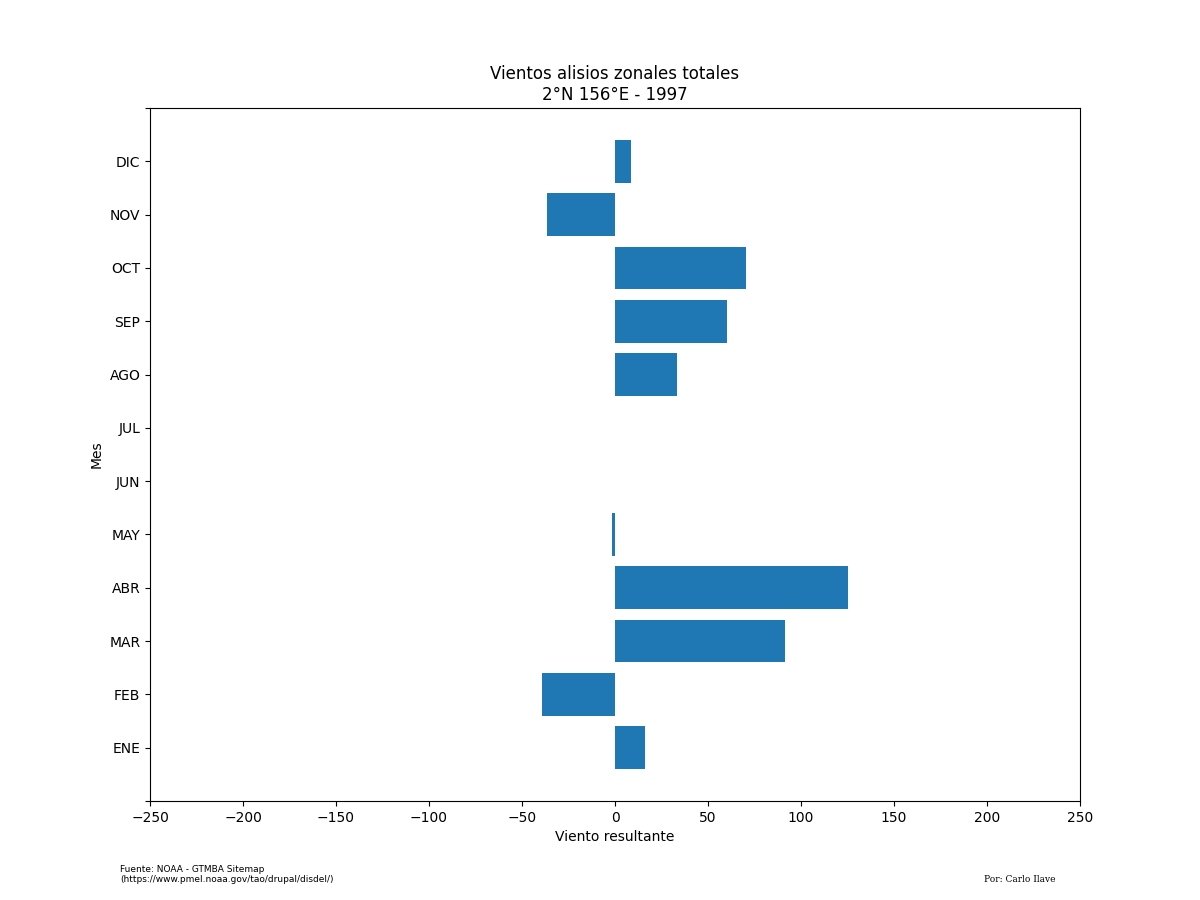 Vientos alisios zonales totales
2°N 156°E - 1997
DIC
NOV
OCT
SEP
AGO
JUL
JUN
MAY
ABR
MAR
FEB
ENE
Mes
−250 −200 −150 −100 −50 0 50 100 150 200 250
Viento resultante
Fuente: NOAA - GTMBA Sitemap
(https://www.pmel.noaa.gov/tao/drupal/disdel/)
Por: Carlo Ilave